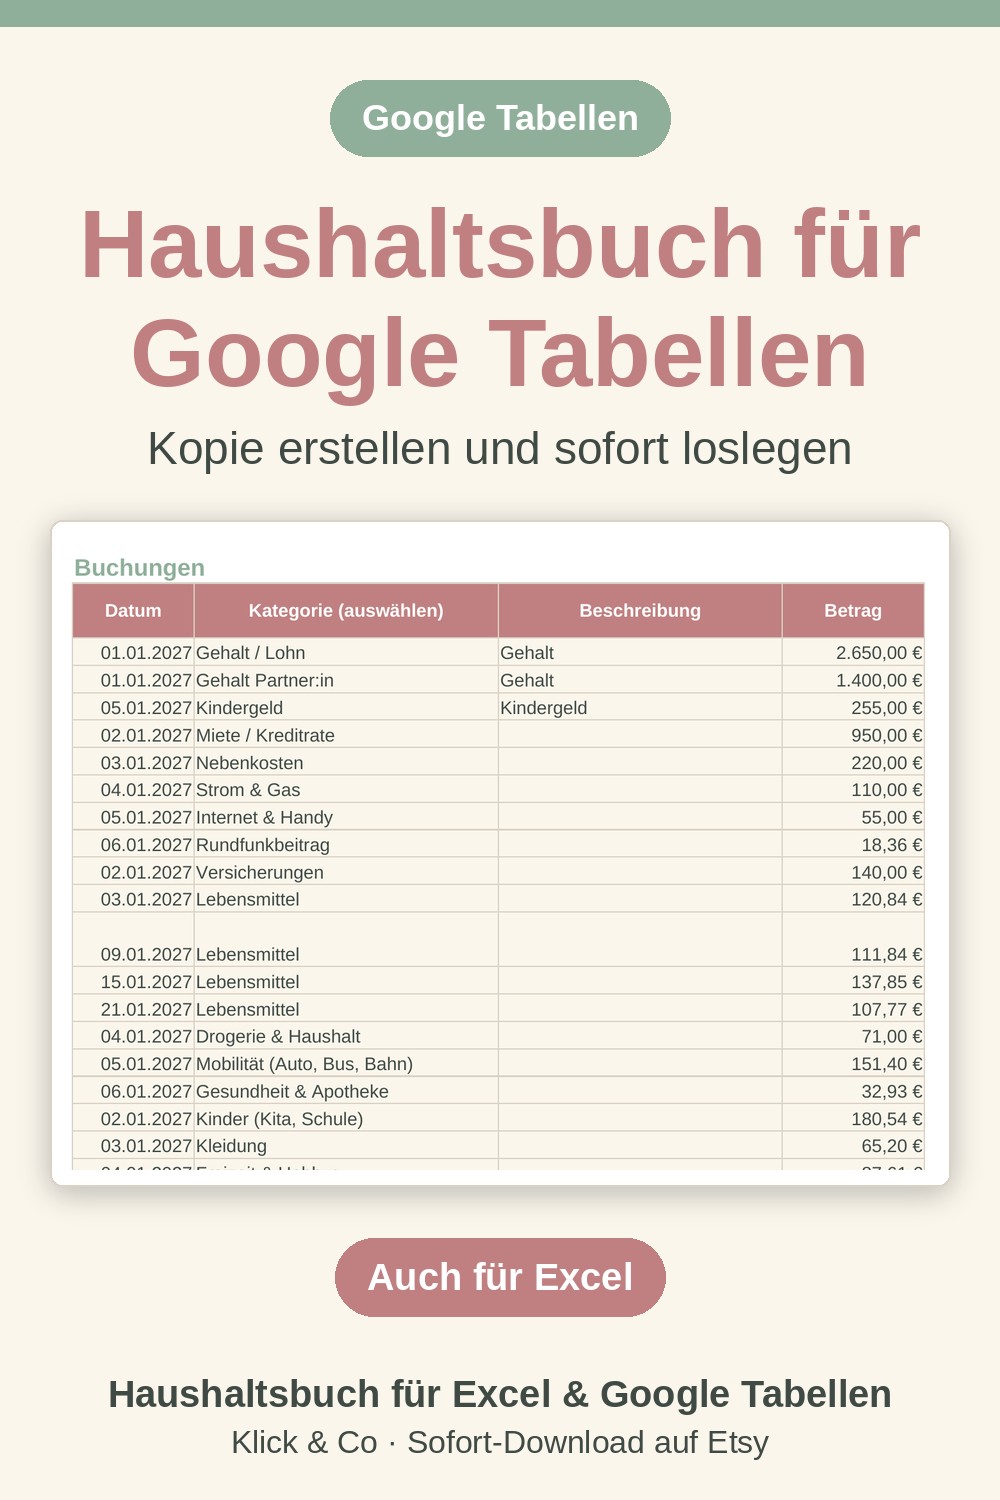 Google Tabellen
Haushaltsbuch für
Google Tabellen
Kopie erstellen und sofort loslegen
Buchungen
Datum Kategorie (auswählen) Beschreibung Betrag
01.01.2027 Gehalt / Lohn Gehalt 2.650,00 €
01.01.2027 Gehalt Partner:in Gehalt 1.400,00 €
05.01.2027 Kindergeld Kindergeld 255,00 €
02.01.2027 Miete / Kreditrate 950,00 €
03.01.2027 Nebenkosten 220,00 €
04.01.2027 Strom & Gas 110,00 €
05.01.2027 Internet & Handy 55,00 €
06.01.2027 Rundfunkbeitrag 18,36 €
02.01.2027 Versicherungen 140,00 €
03.01.2027 Lebensmittel 120,84 €
09.01.2027 Lebensmittel 111,84 €
15.01.2027 Lebensmittel 137,85 €
21.01.2027 Lebensmittel 107,77 €
04.01.2027 Drogerie & Haushalt 71,00 €
05.01.2027 Mobilität (Auto, Bus, Bahn) 151,40 €
06.01.2027 Gesundheit & Apotheke 32,93 €
02.01.2027 Kinder (Kita, Schule) 180,54 €
03.01.2027 Kleidung 65,20 €
Auch für Excel
Haushaltsbuch für Excel & Google Tabellen
Klick & Co · Sofort-Download auf Etsy